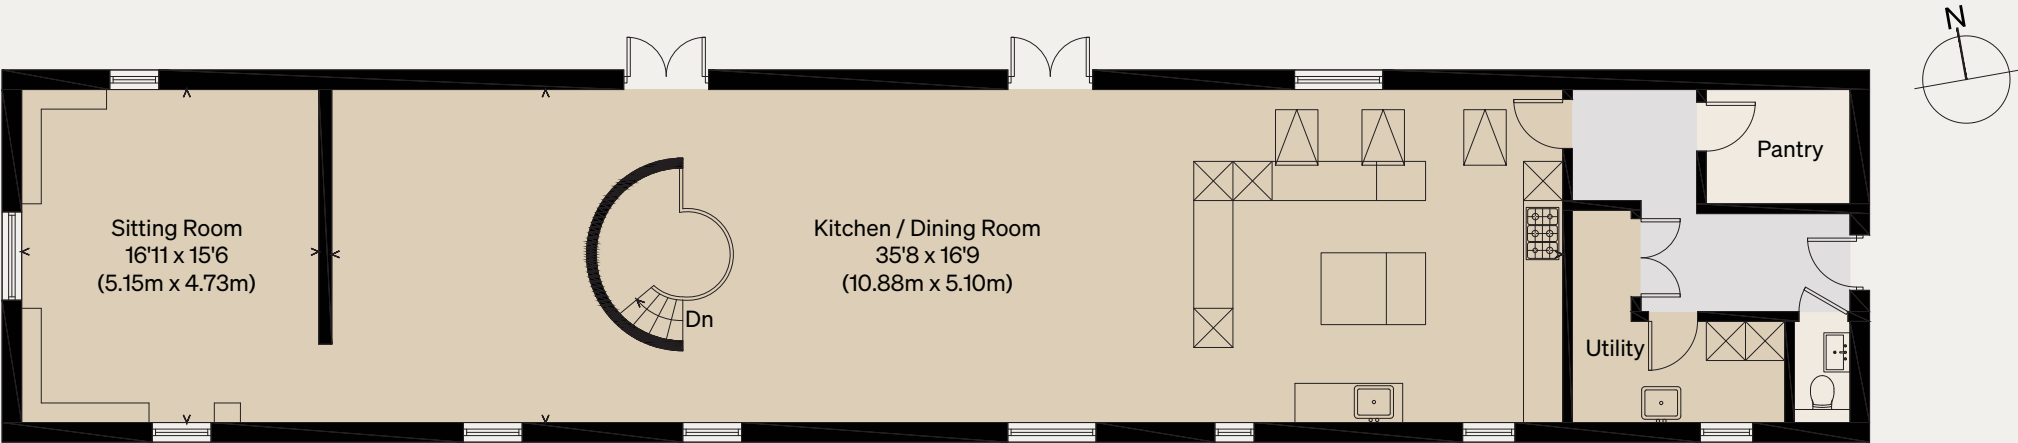 N
Pantry
Sitting Room
16'11 x 15'6
(5.15m x 4.73m)
Kitchen / Dining Room
35'8 x 16'9
(10.88m x 5.10m)
Dn
Utility